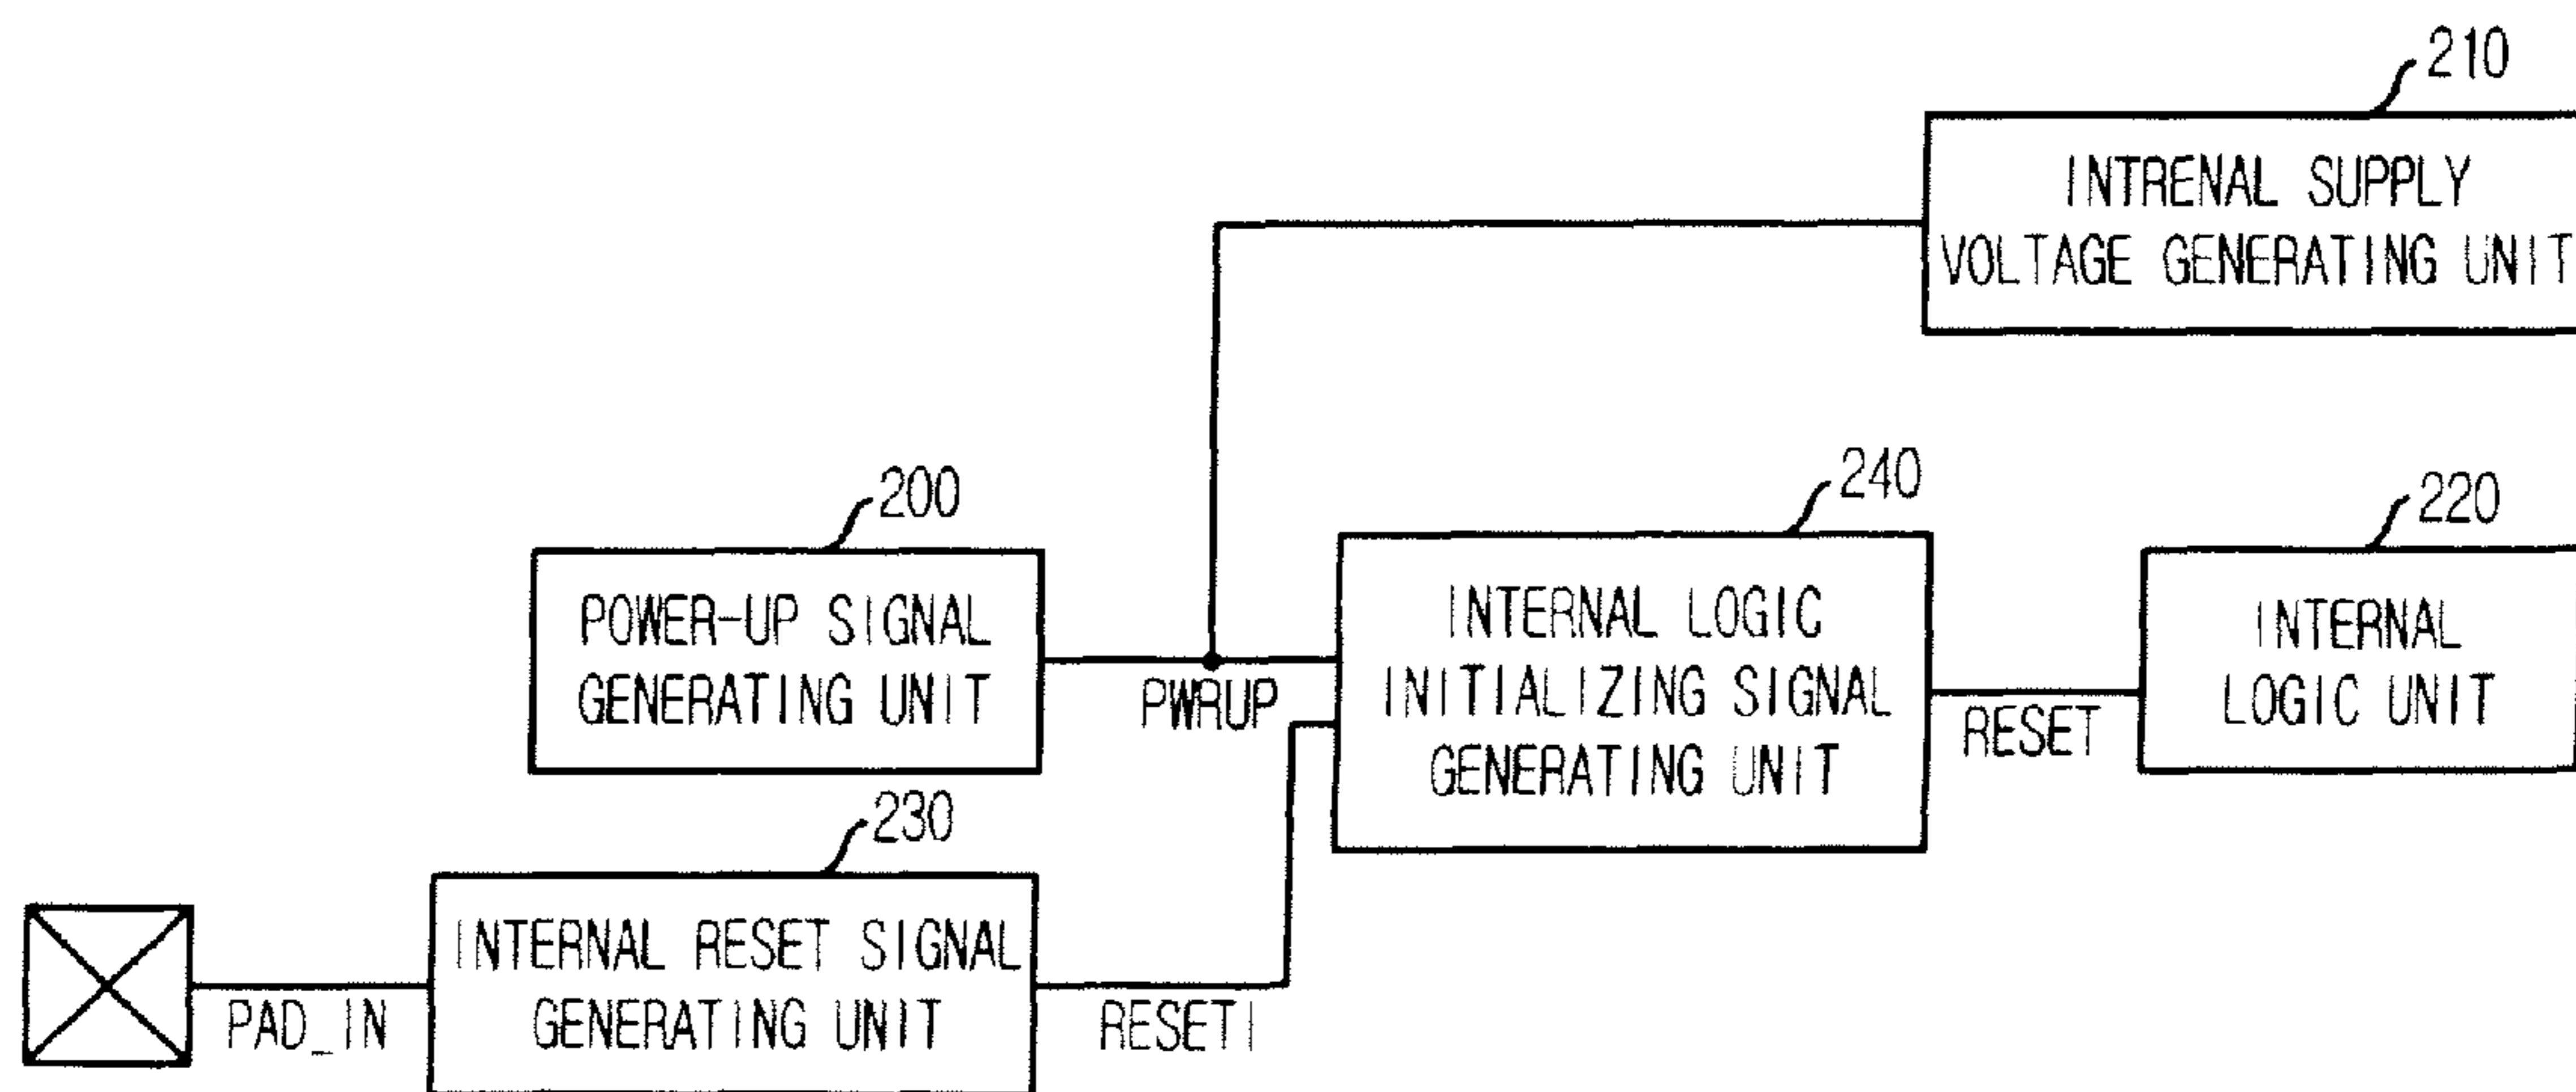 210
INTRENAL SUPPLY
VOLTAGE GENERATING UNIT
200
POWER-UP SIGNAL
GENERATING UNIT
PWRUP
240
INTERNAL LOGIC
INITIALIZING SIGNAL
GENERATING UNIT
RESET
220
INTERNAL
LOGIC UNIT
230
INTERNAL RESET SIGNAL
GENERATING UNIT
PAD_IN
RESETI